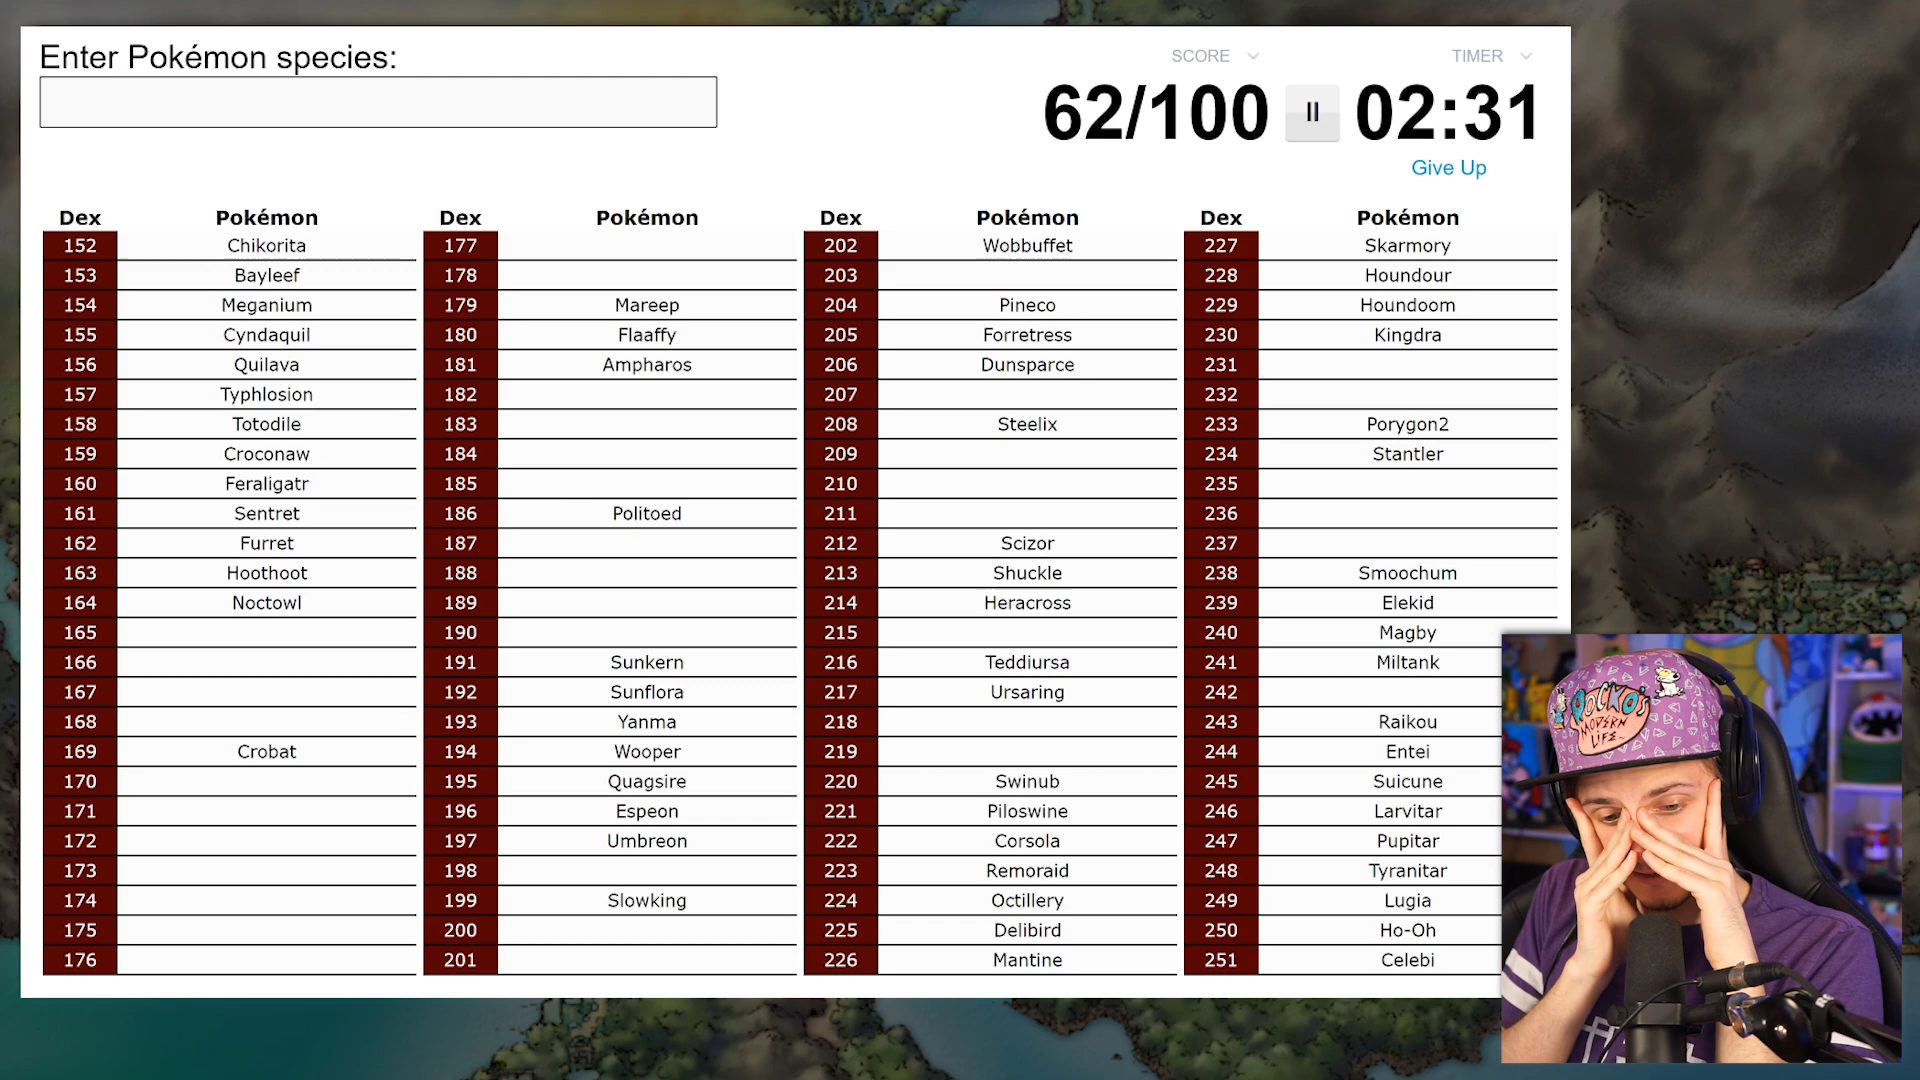 Enter Pokémon species:
SCORE
TIMER
62/100
02:31
Give Up
Dex Pokémon Dex Pokémon Dex Pokémon Dex Pokémon
152 Chikorita 177 202 Wobbuffet 227 Skarmory
153 Bayleef 178 203 228 Houndour
154 Meganium 179 Mareep 204 Pineco 229 Houndoom
155 Cyndaquil 180 Flaaffy 205 Forretress 230 Kingdra
156 Quilava 181 Ampharos 206 Dunsparce 231
157 Typhlosion 182 207 232
158 Totodile 183 208 Steelix 233 Porygon2
159 Croconaw 184 209 234 Stantler
160 Feraligatr 185 210 235
161 Sentret 186 Politoed 211 236
162 Furret 187 212 Scizor 237
163 Hoothoot 188 213 Shuckle 238 Smoochum
164 Noctowl 189 214 Heracross 239 Elekid
165 190 215 240 Magby
166 191 Sunkern 216 Teddiursa 241 Miltank
167 192 Sunflora 217 Ursaring 242
168 193 Yanma 218 243 Raikou
169 Crobat 194 Wooper 219 244 Entei
170 195 Quagsire 220 Swinub 245 Suicune
171 196 Espeon 221 Piloswine 246 Larvitar
172 197 Umbreon 222 Corsola 247 Pupitar
173 198 223 Remoraid 248 Tyranitar
174 199 Slowking 224 Octillery 249 Lugia
175 200 225 Delibird 250 Ho-Oh
176 201 226 Mantine 251 Celebi
ROCKO'S
MODERN
LIFE